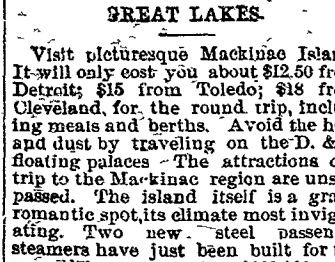 GREAT LAKES.
Visit picturesque Mackinac Islan
It will only cost you about $12.50 fr
Detroit; $15 from Toledo; $18 fr
Cleveland, for the round trip, incl
ing meals and berths. Avoid the h
and dust by traveling on the D. &
floating palaces - The attractions o
trip to the Mackinac region are uns
passed. The island itself is a gra
romantic spot, its climate most invig
ating. Two new steel passen
steamers have just been built for